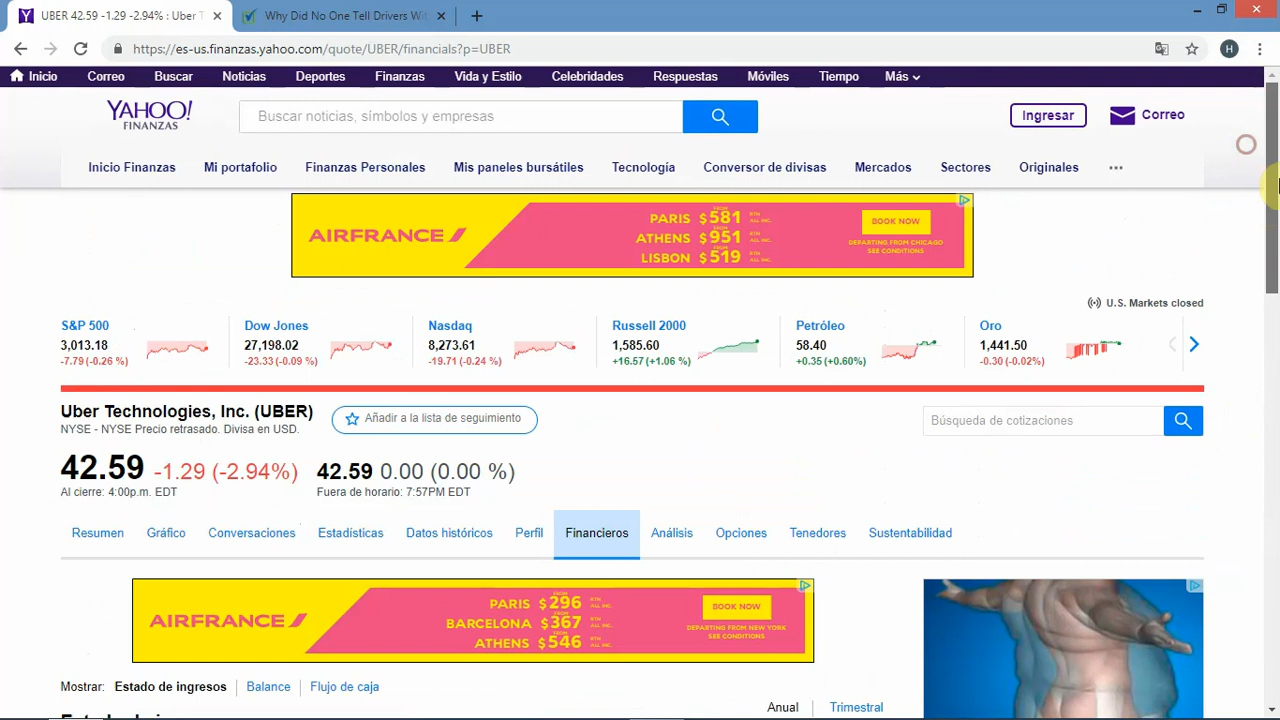 UBER 42.59 -1.29 -2.94% : Uber T
Why Did No One Tell Drivers Wit
https://es-us.finanzas.yahoo.com/quote/UBER/financials?p=UBER
H
Inicio Correo Buscar Noticias Deportes Finanzas Vida y Estilo Celebridades Respuestas Móviles Tiempo Más
YAHOO!
FINANZAS
Buscar noticias, símbolos y empresas
Ingresar
Correo
Inicio Finanzas Mi portafolio Finanzas Personales Mis paneles bursátiles Tecnología Conversor de divisas Mercados Sectores Originales ...
AIRFRANCE
PARIS FROM $581 RTN ALL INC.
ATHENS $951 RTN ALL INC.
LISBON $519 RTN ALL INC.
BOOK NOW
DEPARTING FROM CHICAGO
SEE CONDITIONS
U.S. Markets closed
S&P 500
3,013.18
-7.79 (-0.26 %)
Dow Jones
27,198.02
-23.33 (-0.09 %)
Nasdaq
8,273.61
-19.71 (-0.24 %)
Russell 2000
1,585.60
+16.57 (+1.06 %)
Petróleo
58.40
+0.35 (+0.60%)
Oro
1,441.50
-0.30 (-0.02%)
Uber Technologies, Inc. (UBER)
NYSE - NYSE Precio retrasado. Divisa en USD.
Añadir a la lista de seguimiento
Búsqueda de cotizaciones
42.59 -1.29 (-2.94%)
Al cierre: 4:00p.m. EDT
42.59 0.00 (0.00 %)
Fuera de horario: 7:57PM EDT
Resumen Gráfico Conversaciones Estadísticas Datos históricos Perfil Financieros Análisis Opciones Tenedores Sustentabilidad
AIRFRANCE
PARIS FROM $296 RTN ALL INC.
BARCELONA FROM $367 RTN ALL INC.
ATHENS FROM $546 RTN ALL INC.
BOOK NOW
DEPARTING FROM NEW YORK
SEE CONDITIONS
Mostrar: Estado de ingresos Balance Flujo de caja
Anual Trimestral